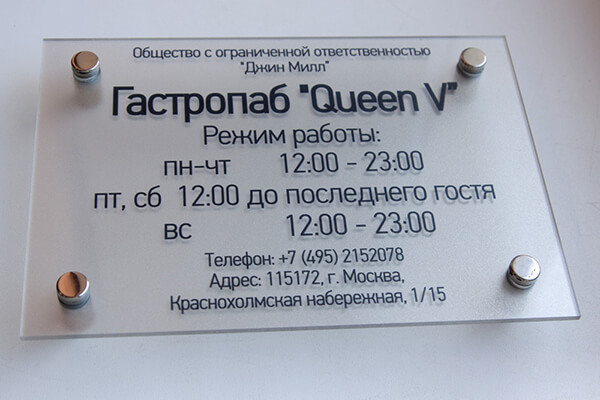 Общество с ограниченной ответственностью
"Джин Милл"
Гастропаб "Queen V"
Режим работы:
пн-чт 12:00 - 23:00
пт, сб 12:00 до последнего гостя
вс 12:00 - 23:00
Телефон: +7 (495) 2152078
Адрес: 115172, г. Москва,
Краснохолмская набережная, 1/15